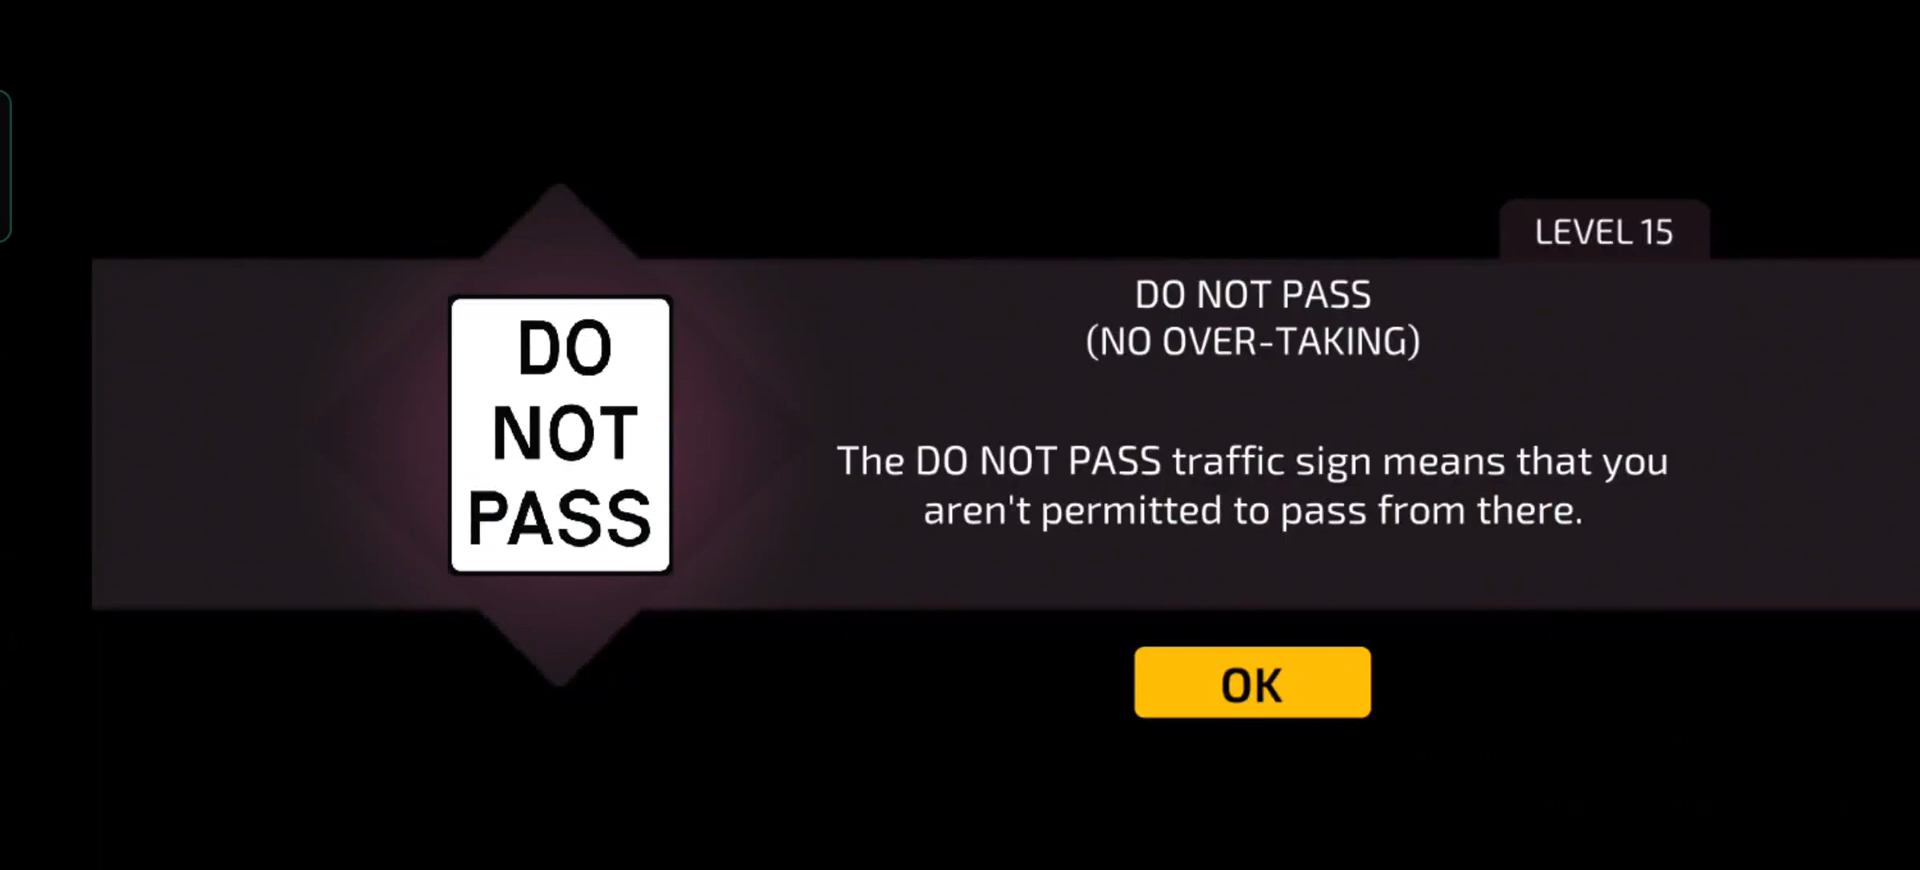 LEVEL 15
DO
NOT
PASS
DO NOT PASS
(NO OVER-TAKING)
The DO NOT PASS traffic sign means that you
aren't permitted to pass from there.
OK